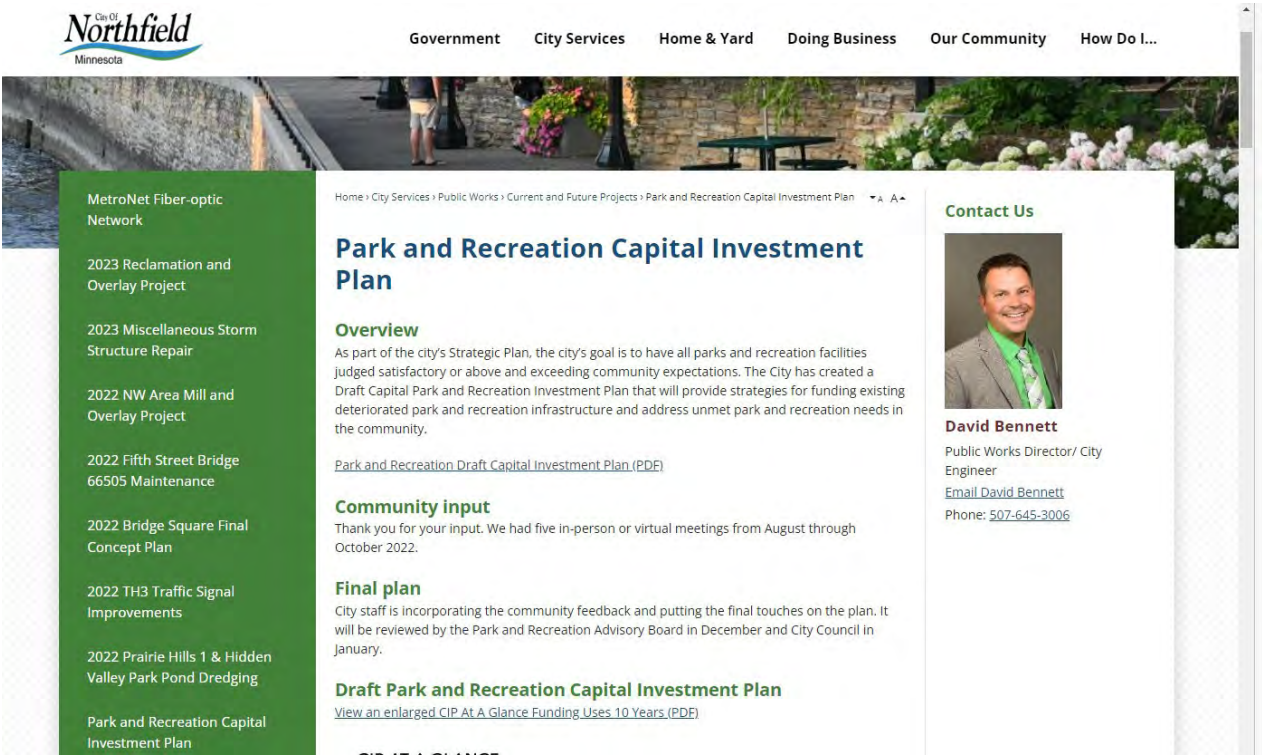 City Of
Northfield
Minnesota
Government City Services Home & Yard Doing Business Our Community How Do I...
MetroNet Fiber-optic
Network
2023 Reclamation and
Overlay Project
2023 Miscellaneous Storm
Structure Repair
2022 NW Area Mill and
Overlay Project
2022 Fifth Street Bridge
66505 Maintenance
2022 Bridge Square Final
Concept Plan
2022 TH3 Traffic Signal
Improvements
2022 Prairie Hills 1 & Hidden
Valley Park Pond Dredging
Park and Recreation Capital
Investment Plan
Home › City Services › Public Works › Current and Future Projects › Park and Recreation Capital Investment Plan A A
Park and Recreation Capital Investment
Plan
Overview
As part of the city's Strategic Plan, the city's goal is to have all parks and recreation facilities
judged satisfactory or above and exceeding community expectations. The City has created a
Draft Capital Park and Recreation Investment Plan that will provide strategies for funding existing
deteriorated park and recreation infrastructure and address unmet park and recreation needs in
the community.
Park and Recreation Draft Capital Investment Plan (PDF)
Community input
Thank you for your input. We had five in-person or virtual meetings from August through
October 2022.
Final plan
City staff is incorporating the community feedback and putting the final touches on the plan. It
will be reviewed by the Park and Recreation Advisory Board in December and City Council in
January.
Draft Park and Recreation Capital Investment Plan
View an enlarged CIP At A Glance Funding Uses 10 Years (PDF)
CIP AT A GLANCE
Contact Us
David Bennett
Public Works Director/ City
Engineer
Email David Bennett
Phone: 507-645-3006